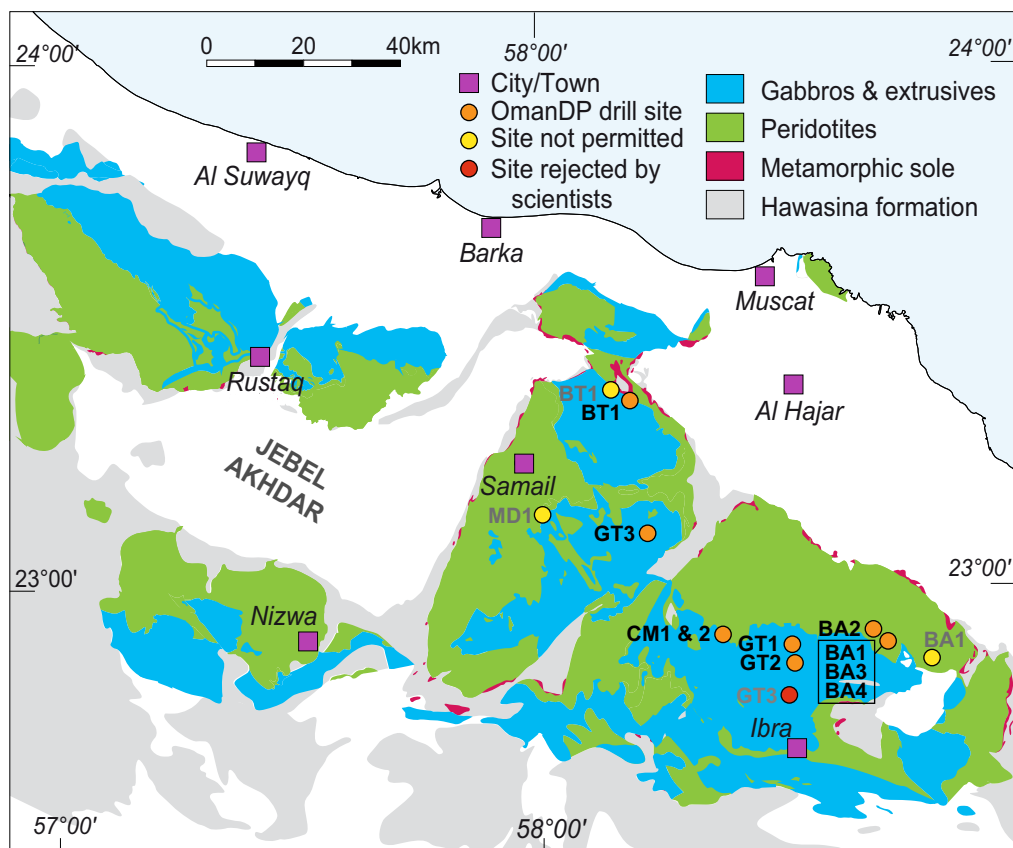 58°00'
24°00'
24°00'
0 20 40km
City/Town
OmanDP drill site
Site not permitted
Site rejected by
scientists
Gabbros & extrusives
Peridotites
Metamorphic sole
Hawasina formation
Al Suwayq
Barka
Muscat
Rustaq
Al Hajar
BT1
BT1
JEBEL
AKHDAR
Samail
MD1
GT3
23°00'
23°00'
Nizwa
CM1 & 2
GT1
GT2
BA2
BA1
BA3
BA4
BA1
GT3
Ibra
57°00'
58°00'